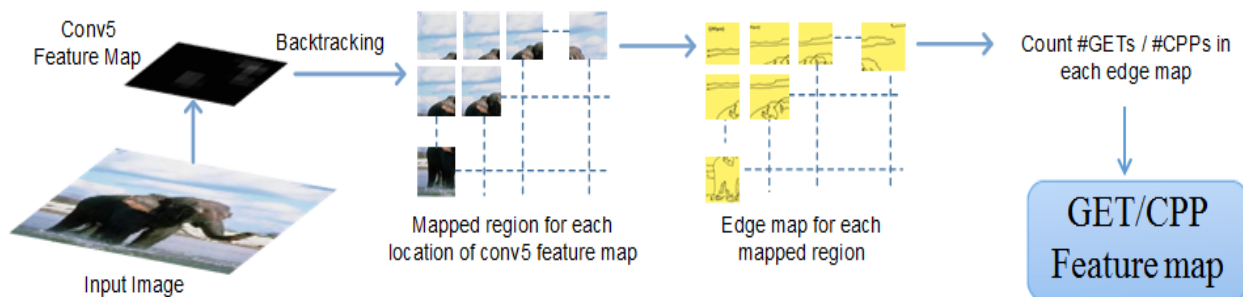 Conv5
Feature Map
Backtracking
Input Image
Mapped region for each
location of conv5 feature map
Edge map for each
mapped region
Count #GETs / #CPPs in
each edge map
GET/CPP
Feature map